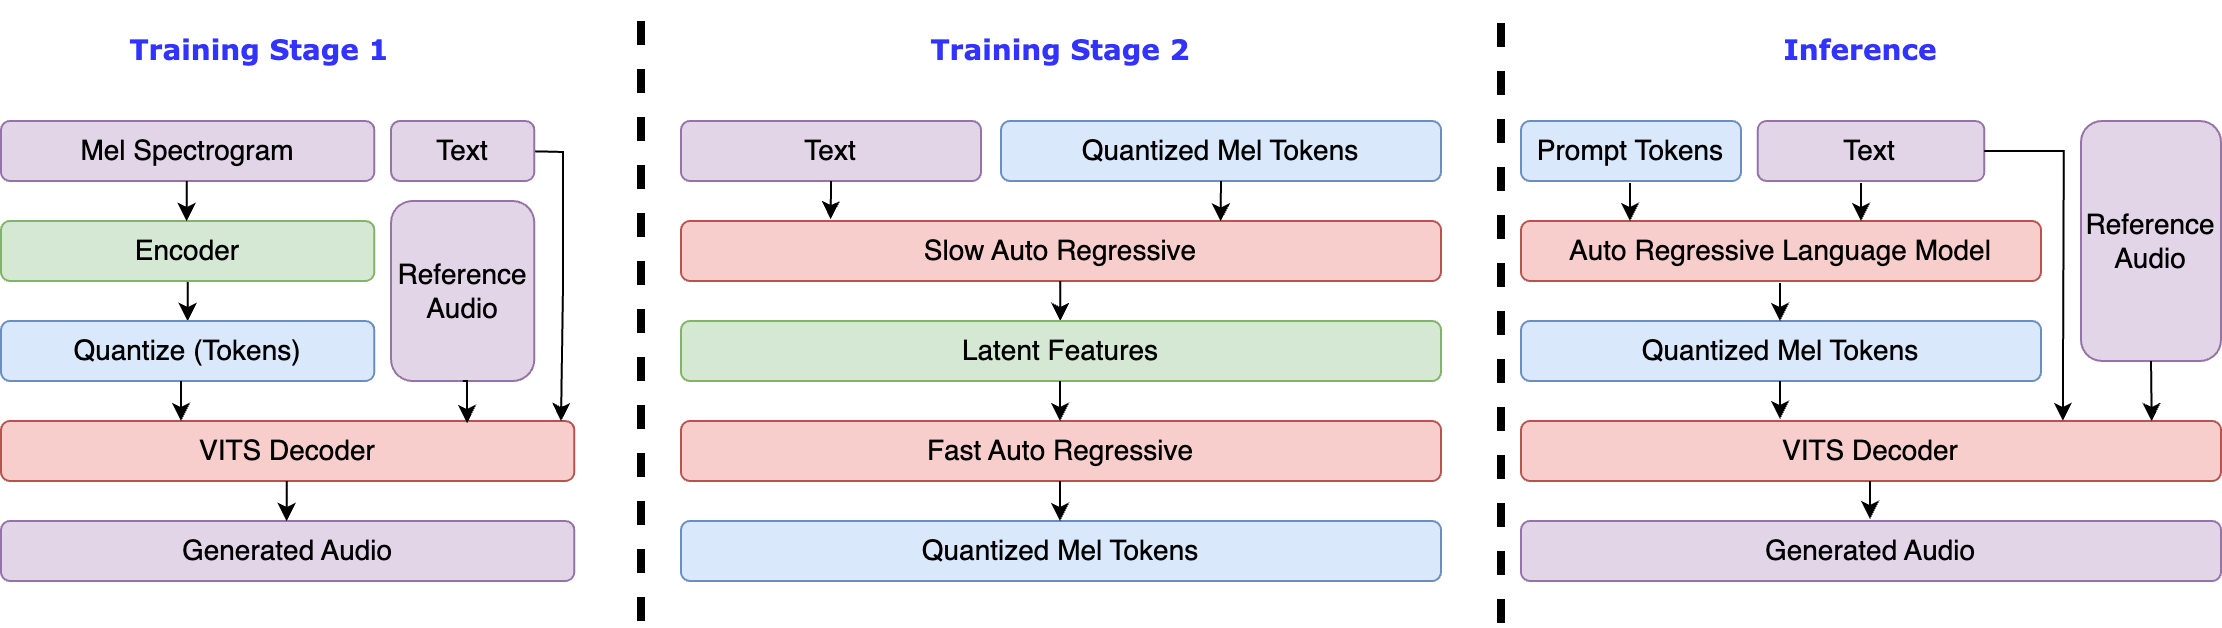 Training Stage 1
Mel Spectrogram
Text
Encoder
Reference
Audio
Quantize (Tokens)
VITS Decoder
Generated Audio
Training Stage 2
Text
Quantized Mel Tokens
Slow Auto Regressive
Latent Features
Fast Auto Regressive
Quantized Mel Tokens
Inference
Prompt Tokens
Text
Reference
Audio
Auto Regressive Language Model
Quantized Mel Tokens
VITS Decoder
Generated Audio